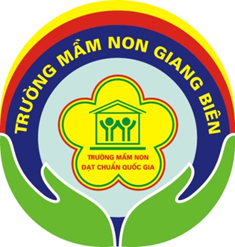 TRƯỜNG MẦM NON GIANG BIÊN
TRƯỜNG MẦM NON
ĐẠT CHUẨN QUỐC GIA